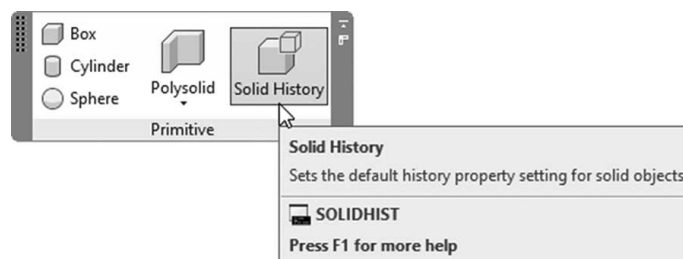 Box
Cylinder
Sphere
Polysolid
Solid History
Primitive
Solid History
Sets the default history property setting for solid objects
SOLIDHIST
Press F1 for more help